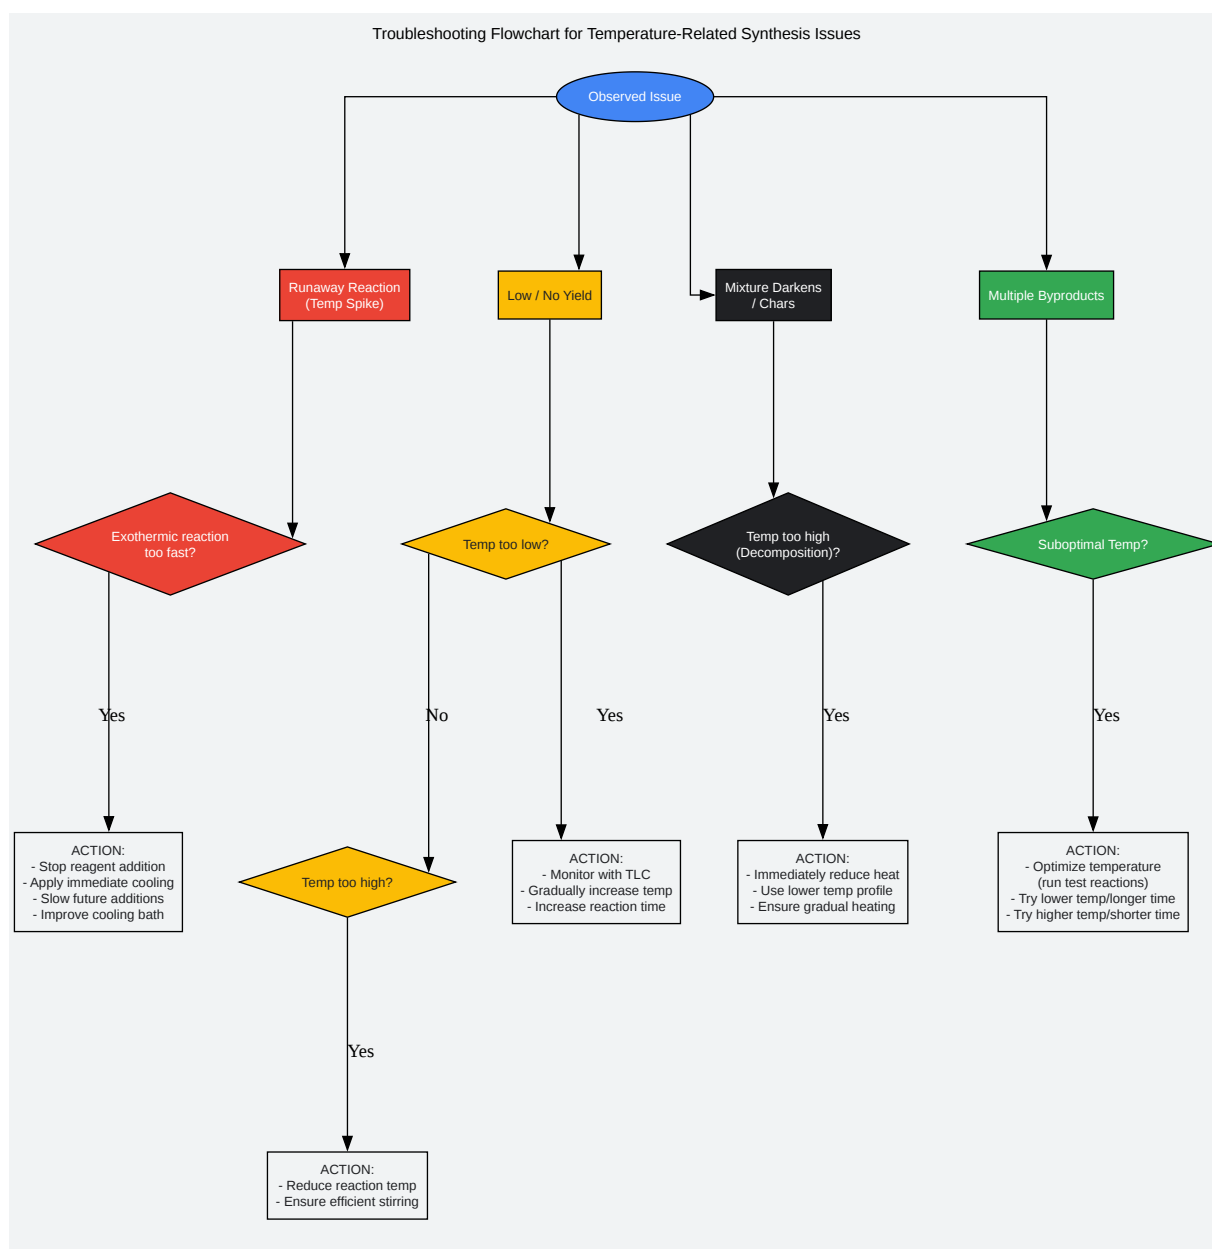 Troubleshooting Flowchart for Temperature-Related Synthesis Issues
Observed Issue
Runaway Reaction
(Temp Spike)
Low / No Yield
Mixture Darkens
/ Chars
Multiple Byproducts
Exothermic reaction
too fast?
Temp too low?
Temp too high
(Decomposition)?
Suboptimal Temp?
Yes
No
Yes
Yes
Yes
ACTION:
- Stop reagent addition
- Apply immediate cooling
- Slow future additions
- Improve cooling bath
Temp too high?
ACTION:
- Monitor with TLC
- Gradually increase temp
- Increase reaction time
ACTION:
- Immediately reduce heat
- Use lower temp profile
- Ensure gradual heating
ACTION:
- Optimize temperature
(run test reactions)
- Try lower temp/longer time
- Try higher temp/shorter time
Yes
ACTION:
- Reduce reaction temp
- Ensure efficient stirring